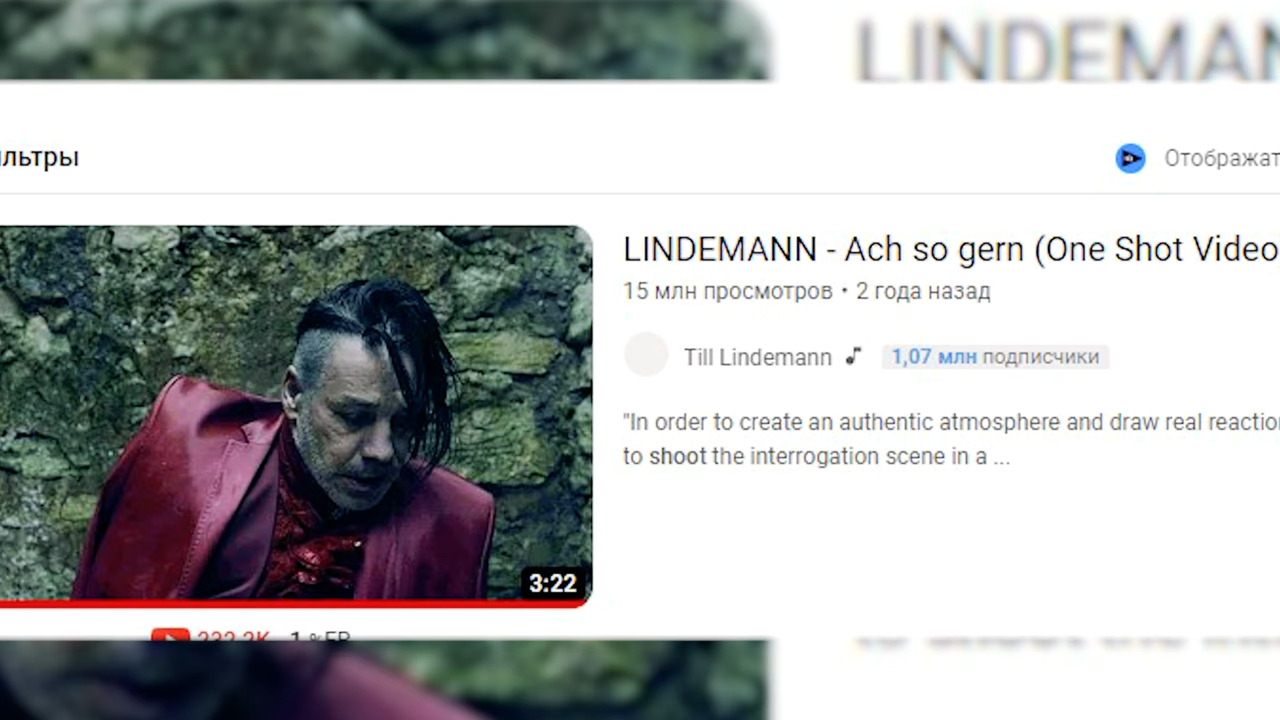 LINDEMAN
льтры
Отображат
LINDEMANN - Ach so gern (One Shot Video
15 млн просмотров • 2 года назад
Till Lindemann 1,07 млн подписчики
"In order to create an authentic atmosphere and draw real reaction
to shoot the interrogation scene in a ...
3:22